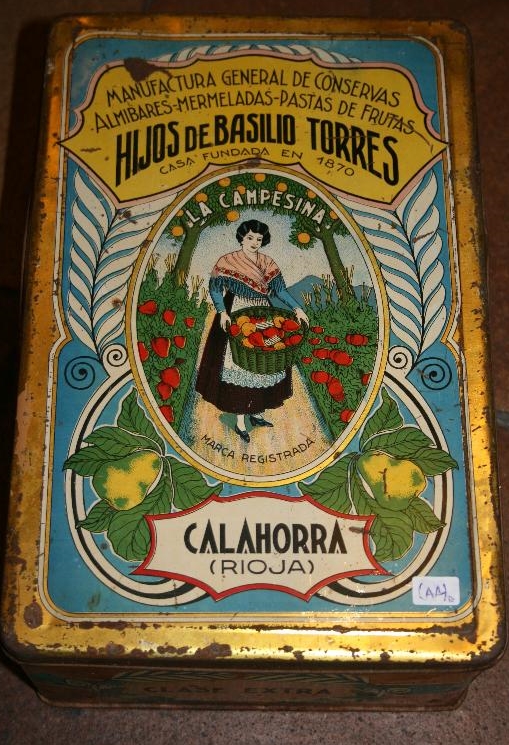 MANUFACTURA GENERAL DE CONSERVAS
ALMIBARES-MERMELADAS-PASTAS DE FRUTAS
HIJOS DE BASILIO TORRES
CASA FUNDADA EN 1870
¡LA CAMPESINA!
MARCA REGISTRADA
CALAHORRA
(RIOJA)
CLASE EXTRA